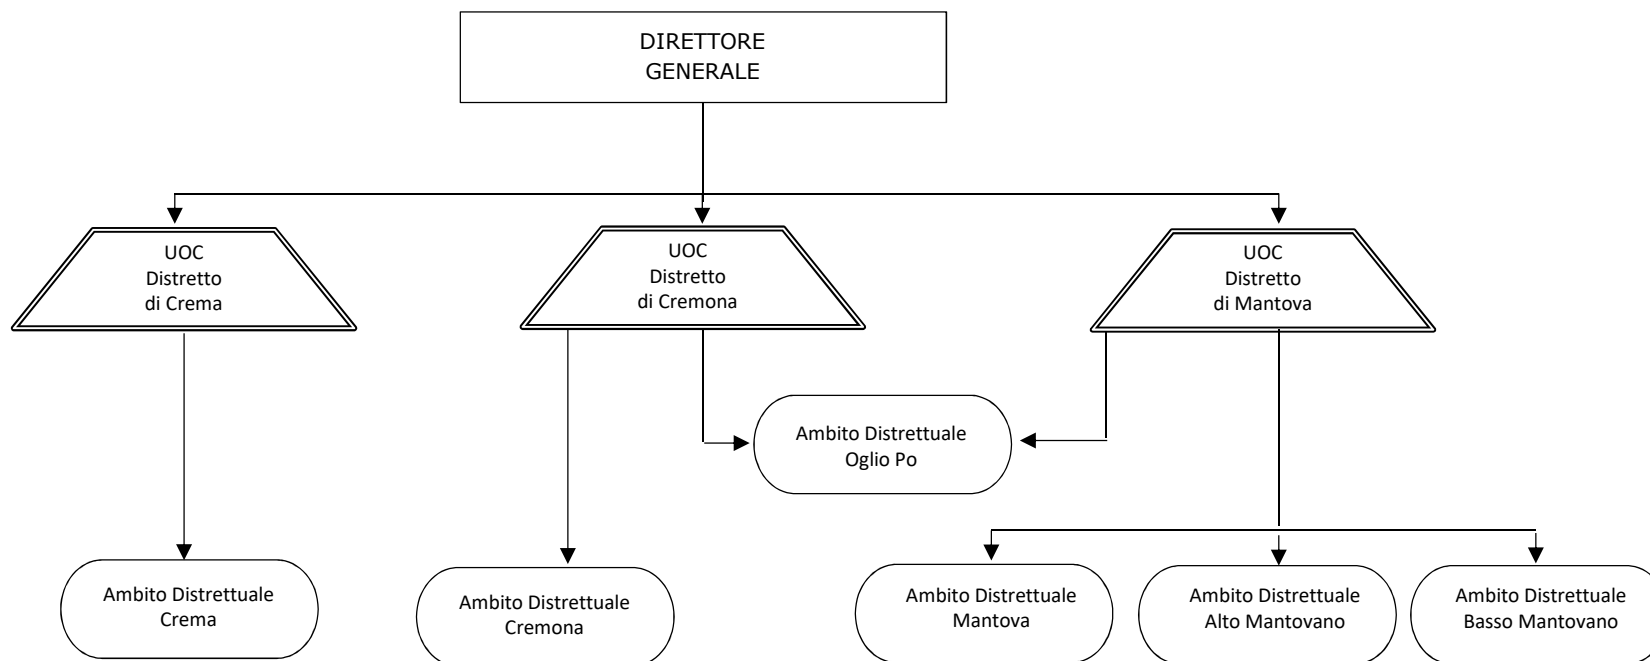 DIRETTORE
GENERALE
UOC
Distretto
di Crema
UOC
Distretto
di Cremona
UOC
Distretto
di Mantova
Ambito Distrettuale
Oglio Po
Ambito Distrettuale
Crema
Ambito Distrettuale
Cremona
Ambito Distrettuale
Mantova
Ambito Distrettuale
Alto Mantovano
Ambito Distrettuale
Basso Mantovano